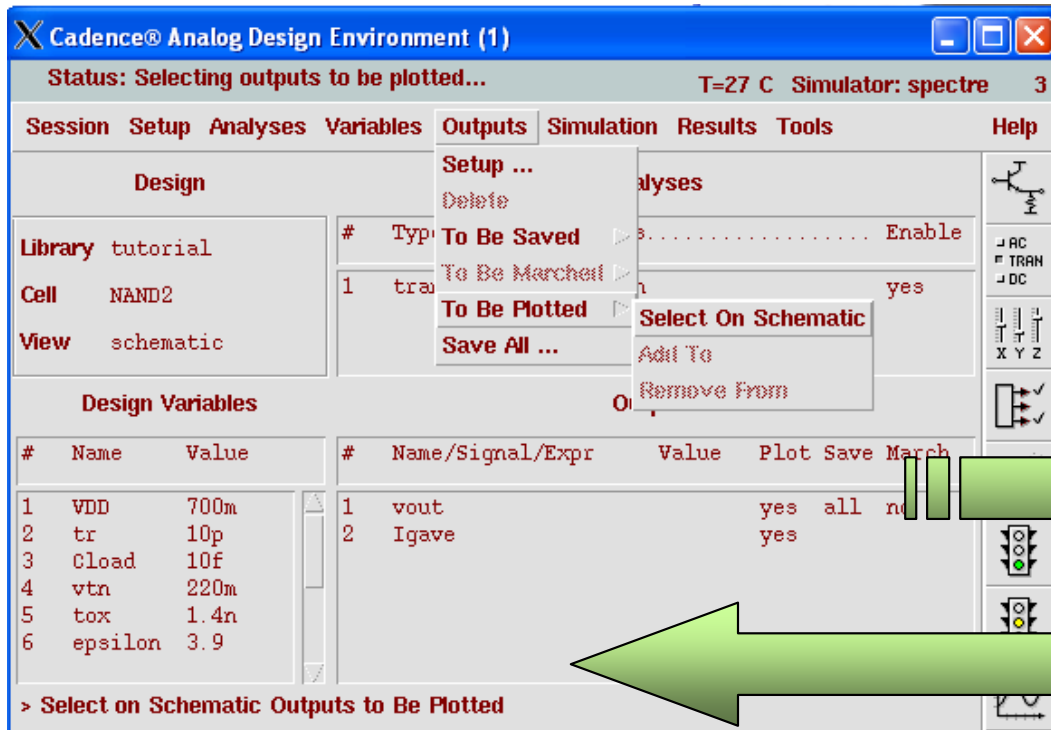 Cadence® Analog Design Environment (1)
Status: Selecting outputs to be plotted... T=27 C Simulator: spectre 3
Session Setup Analyses Variables Outputs Simulation Results Tools Help
Setup ...
Delete
To Be Saved
To Be Marched
To Be Plotted
Save All ...
Select On Schematic
Add To
Remove From
Design
Library tutorial
Cell NAND2
View schematic
# Enable
1 yes
AC
TRAN
DC
X Y Z
Design Variables
# Name Value
1 VDD 700m
2 tr 10p
3 Cload 10f
4 vtn 220m
5 tox 1.4n
6 epsilon 3.9
# Name/Signal/Expr Value Plot Save March
1 vout yes all
2 Igave yes
> Select on Schematic Outputs to Be Plotted